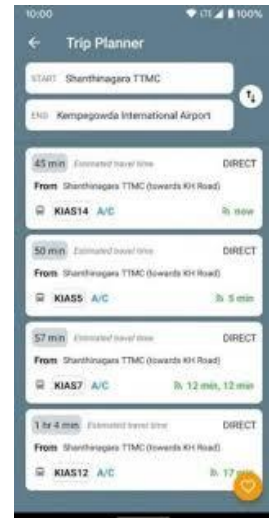 10:00 LTE 100%
Trip Planner
START Shanthinagara TTMC
END Kempegowda International Airport
45 min Estimated travel time DIRECT
From Shanthinagara TTMC (towards KH Road)
KIAS14 A/C now
50 min Estimated travel time DIRECT
From Shanthinagara TTMC (towards KH Road)
KIAS5 A/C 5 min
57 min Estimated travel time DIRECT
From Shanthinagara TTMC (towards KH Road)
KIAS7 A/C 12 min, 12 min
1 hr 4 min Estimated travel time DIRECT
From Shanthinagara TTMC (towards KH Road)
KIAS12 A/C 17